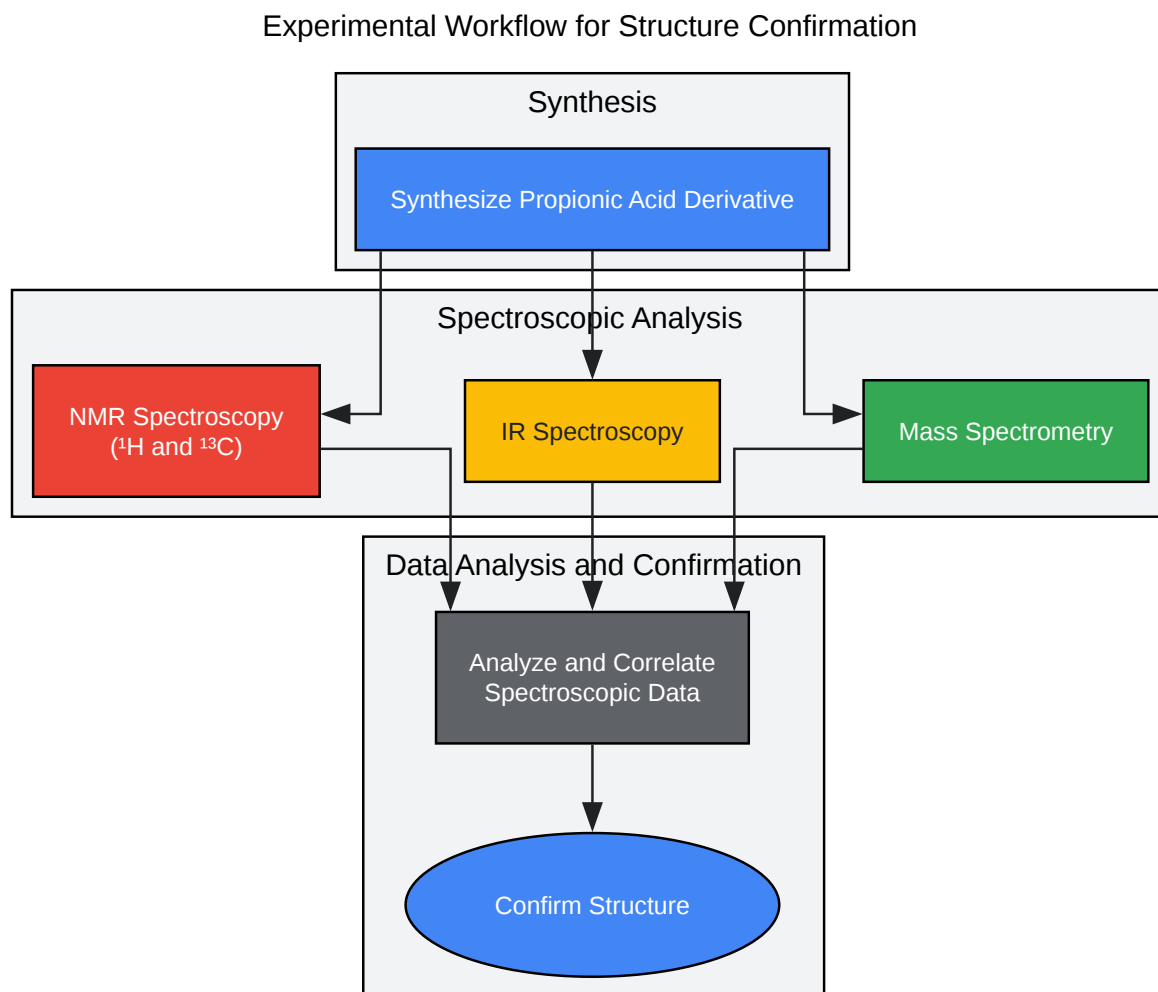 Experimental Workflow for Structure Confirmation
Synthesis
Synthesize Propionic Acid Derivative
Spectroscopic Analysis
NMR Spectroscopy
(¹H and ¹³C)
IR Spectroscopy
Mass Spectrometry
Data Analysis and Confirmation
Analyze and Correlate
Spectroscopic Data
Confirm Structure